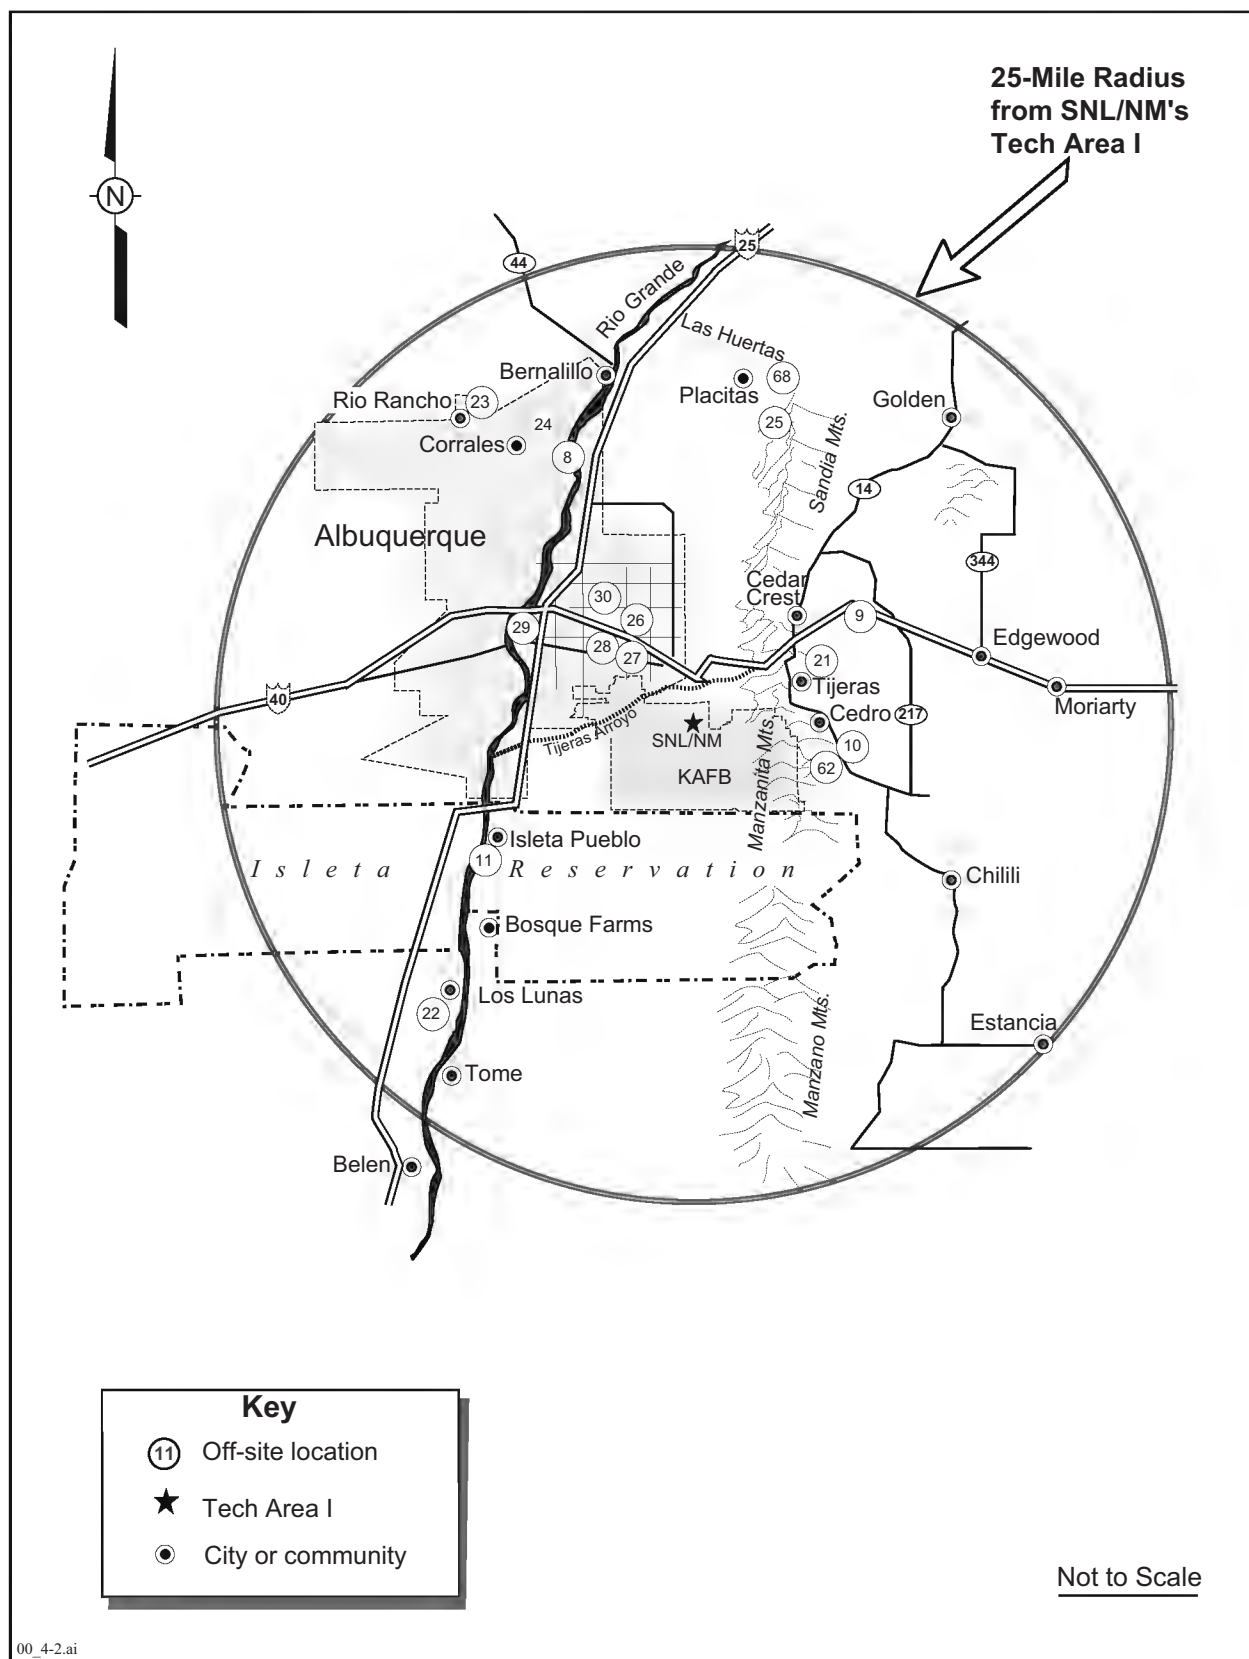 25-Mile Radius
from SNL/NM's
Tech Area I
N
25
44
Rio Grande
Las Huertas
Bernalillo
68
Placitas
Rio Rancho
23
Golden
24
25
Corrales
8
Sandia Mts.
14
Albuquerque
344
Cedar
Crest
30
9
26
29
Edgewood
28
27
21
Tijeras
40
Moriarty
217
Cedro
Tijeras Arroyo
SNL/NM
10
62
KAFB
Manzanita Mts.
Isleta Pueblo
11
Isleta Reservation
Chilili
Bosque Farms
Los Lunas
22
Estancia
Manzano Mts.
Tome
Belen
Key
11 Off-site location
Tech Area I
City or community
Not to Scale
00_4-2.ai